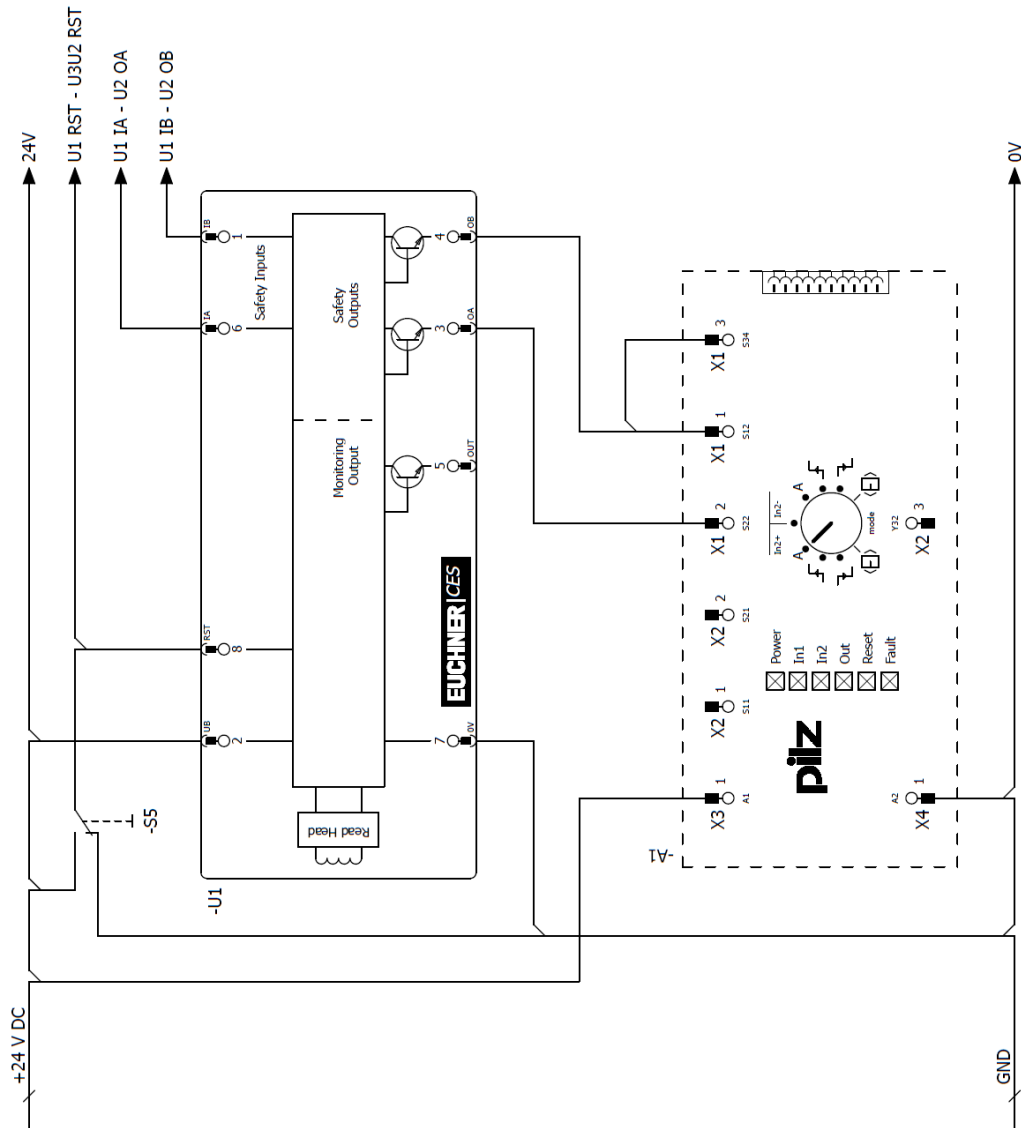 24V
U1 RST - U3U2 RST
U1 IA - U2 OA
U1 IB - U2 OB
+24 V DC
-S5
-U1
UB
2
RST
8
IA
6
IB
1
Safety Inputs
Read Head
Monitoring
Output
Safety
Outputs
7
0V
EUCHNER|CES
5
OUT
3
OA
4
OB
-A1
X3 1
A1
X2 1
S11
X2 2
S21
X1 2
S22
X1 1
S12
X1 3
S34
pilz
Power
In1
In2
Out
Reset
Fault
In2+
In2-
A
A
mode
X4 1
A2
X2 3
Y32
GND
0V